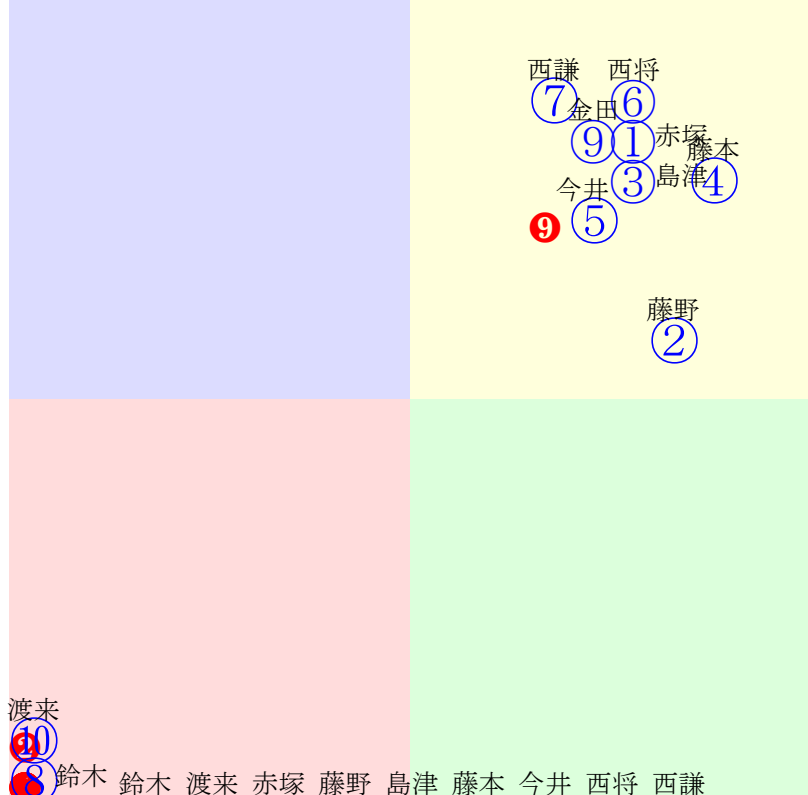 西謙 西将
⑦ 金田 ⑥
⑨ ① 赤塚
藤本
③ 島津 ④
今井
❾ ⑤
藤野
②
渡来
⑩
⑧ 鈴木 鈴木 渡来 赤塚 藤野 島津 藤本 今井 西将 西謙